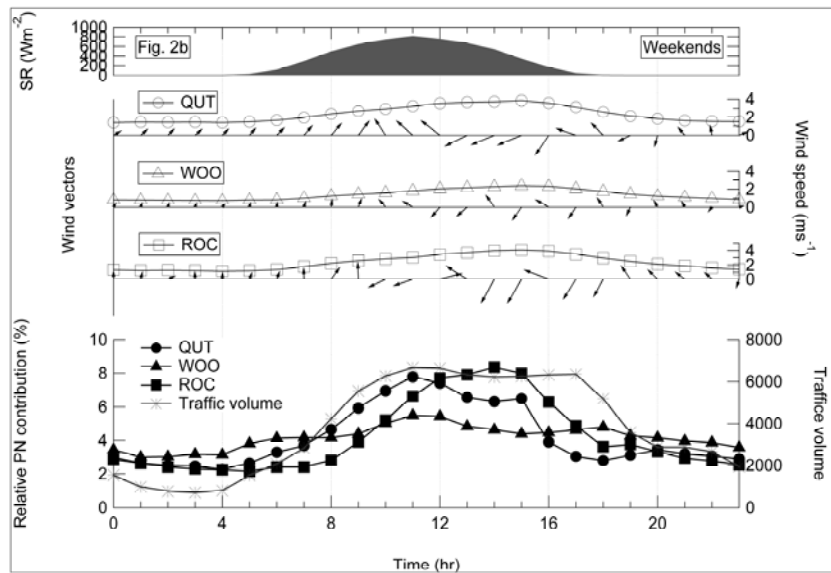 SR (Wm-2)
1000
800
600
400
200
0
Fig. 2b
Weekends
QUT
4
2
0
WOO
4
2
0
ROC
4
2
0
Wind vectors
Wind speed (ms-1)
Relative PN contribution (%)
10
8
6
4
2
0
QUT
WOO
ROC
Traffic volume
8000
6000
4000
2000
0
Traffice volume
0
4
8
12
16
20
Time (hr)